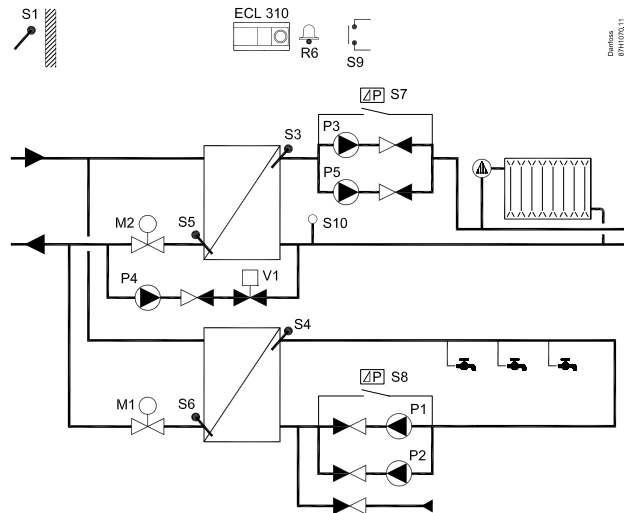 S1
ECL 310
R6
S9
Danfoss
87H1070.11
⊿P S7
P3
S3
P5
M2
S5
S10
P4
V1
S4
⊿P S8
M1
S6
P1
P2